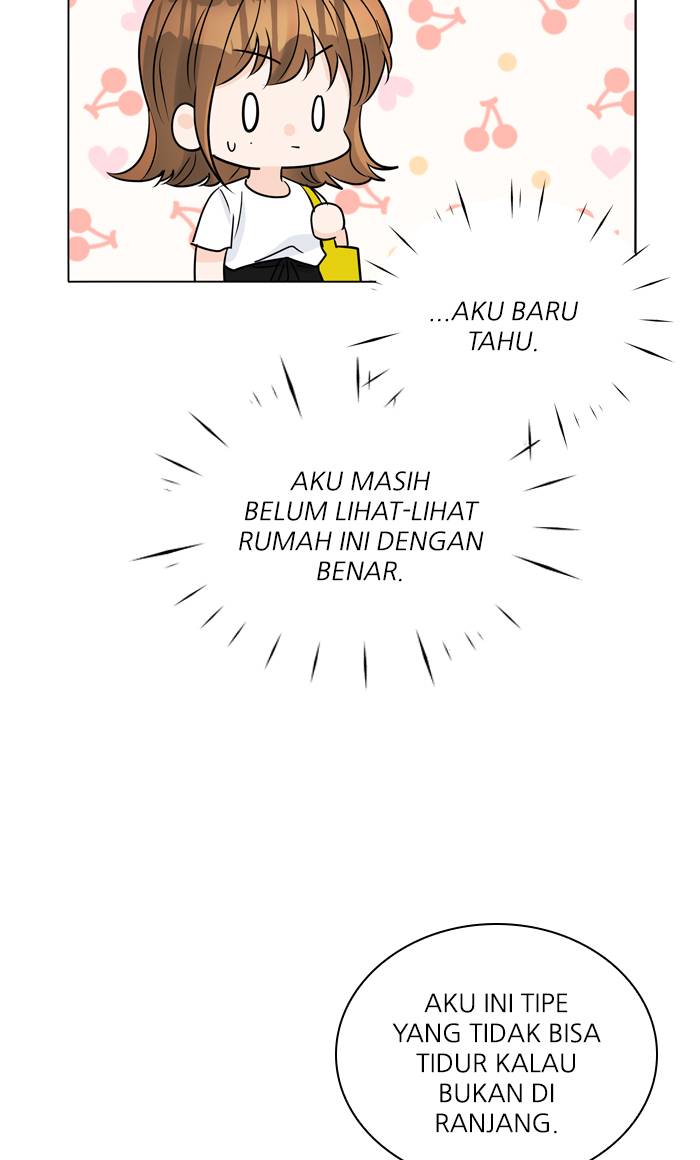 ...AKU BARU
TAHU.
AKU MASIH
BELUM LIHAT-LIHAT
RUMAH INI DENGAN
BENAR.
AKU INI TIPE
YANG TIDAK BISA
TIDUR KALAU
BUKAN DI
RANJANG.